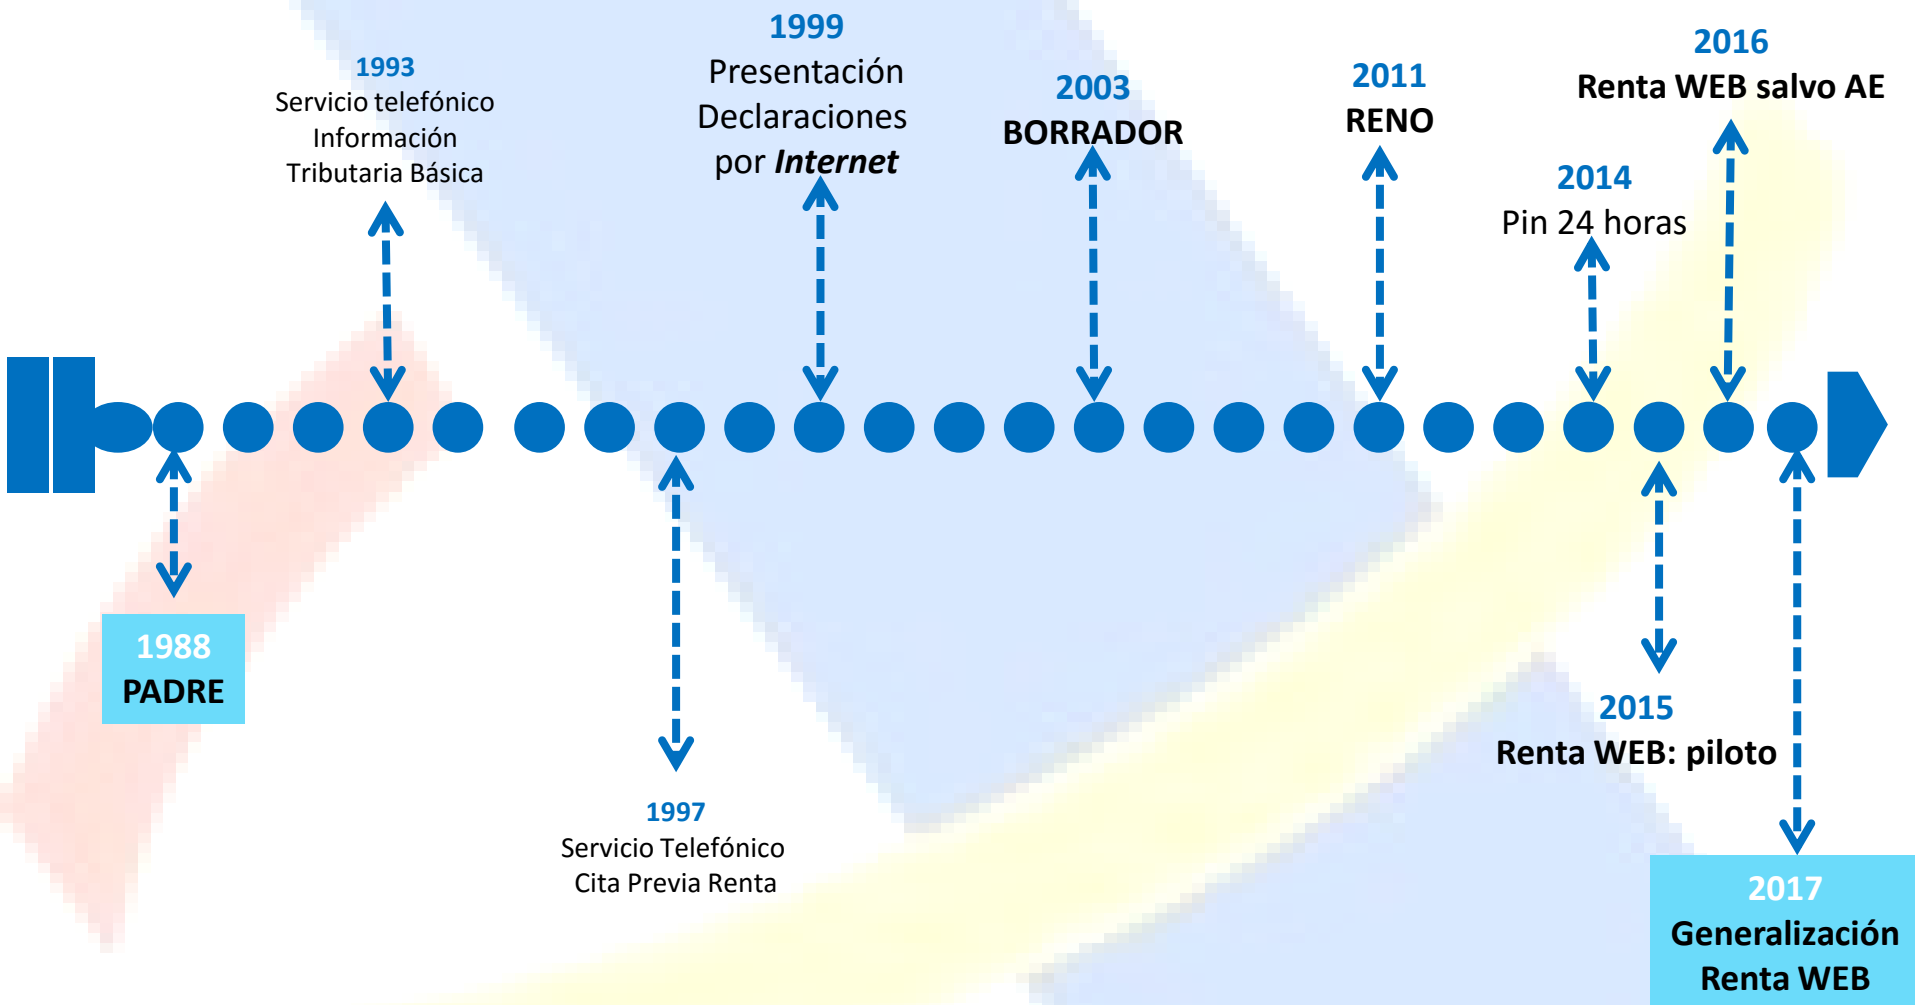 1988
PADRE
1993
Servicio telefónico
Información
Tributaria Básica
1997
Servicio Telefónico
Cita Previa Renta
1999
Presentación
Declaraciones
por Internet
2003
BORRADOR
2011
RENO
2014
Pin 24 horas
2015
Renta WEB: piloto
2016
Renta WEB salvo AE
2017
Generalización
Renta WEB